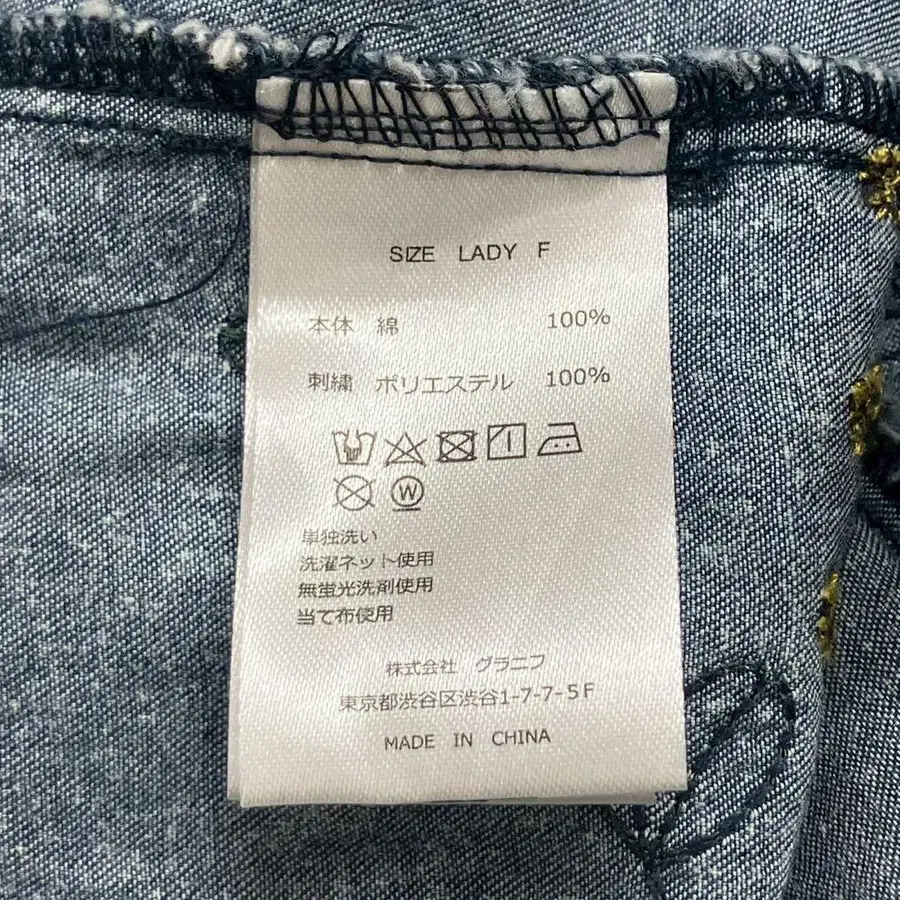 SIZE LADY F
本体 綿 100%
刺繍 ポリエステル 100%
W
単独洗い
洗濯ネット使用
無蛍光洗剤使用
当て布使用
株式会社 グラニフ
東京都渋谷区渋谷1-7-7-5F
MADE IN CHINA